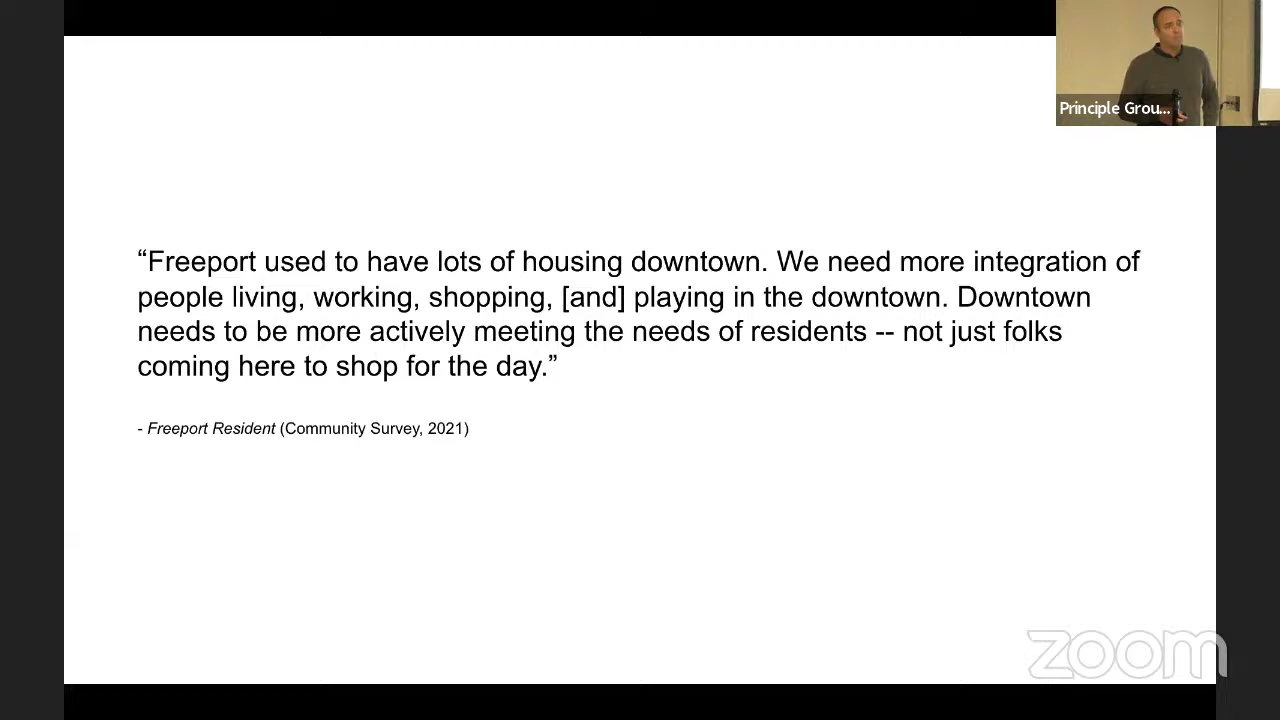 Principle Grou...
“Freeport used to have lots of housing downtown. We need more integration of
people living, working, shopping, [and] playing in the downtown. Downtown
needs to be more actively meeting the needs of residents -- not just folks
coming here to shop for the day.”
- Freeport Resident (Community Survey, 2021)
zoom